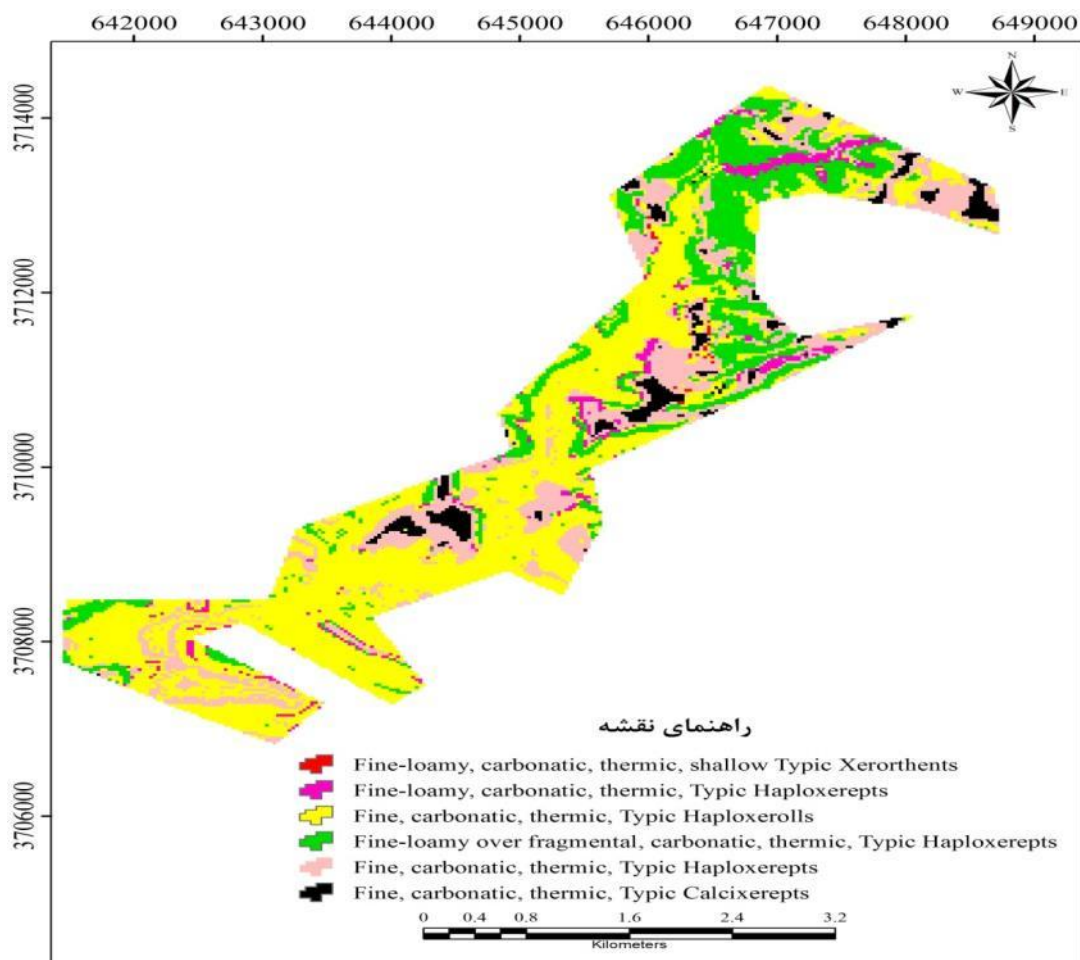 642000 643000 644000 645000 646000 647000 648000 649000
N
W E
S
3714000
3712000
3710000
3708000
3706000
راهنمای نقشه
Fine-loamy, carbonatic, thermic, shallow Typic Xerorthents
Fine-loamy, carbonatic, thermic, Typic Haploxerepts
Fine, carbonatic, thermic, Typic Haploxerolls
Fine-loamy over fragmental, carbonatic, thermic, Typic Haploxerepts
Fine, carbonatic, thermic, Typic Haploxerepts
Fine, carbonatic, thermic, Typic Calcixerepts
0 0.4 0.8 1.6 2.4 3.2
Kilometers